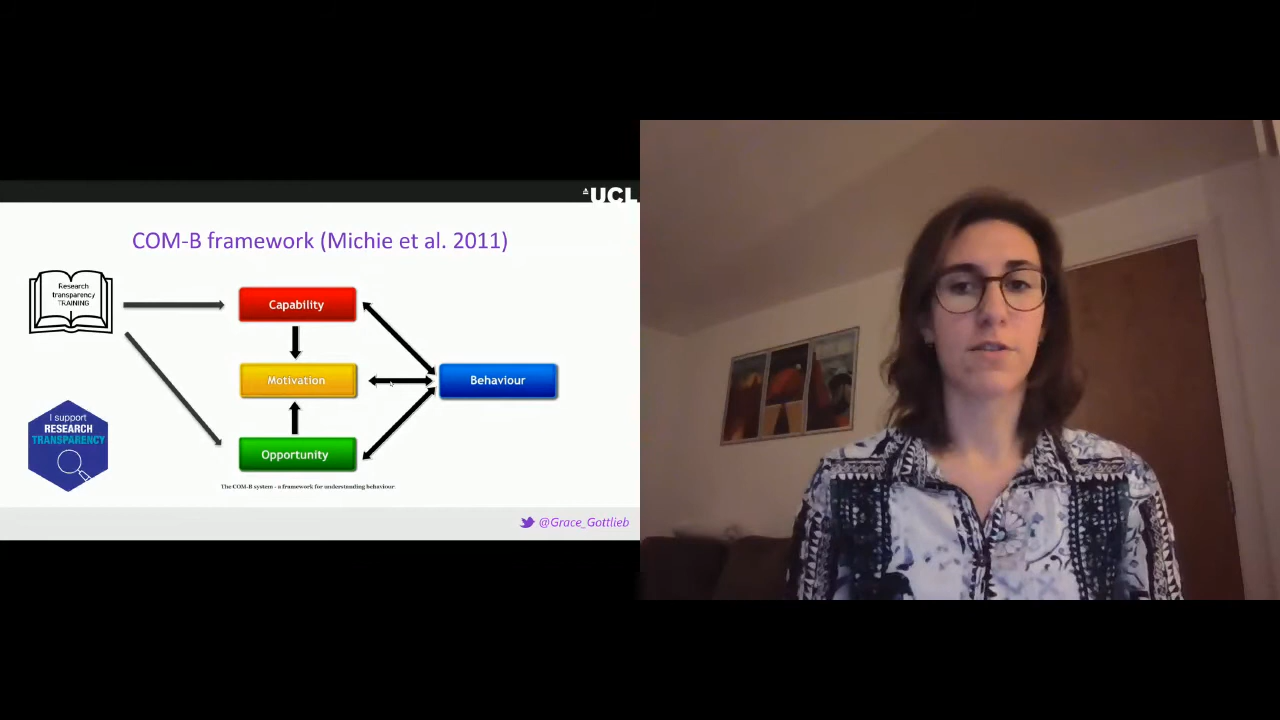 UCL
COM-B framework (Michie et al. 2011)
Research
transparency
TRAINING
Capability
Motivation
Behaviour
Opportunity
I support
RESEARCH
TRANSPARENCY
The COM-B system - a framework for understanding behaviour.
@Grace_Gottlieb